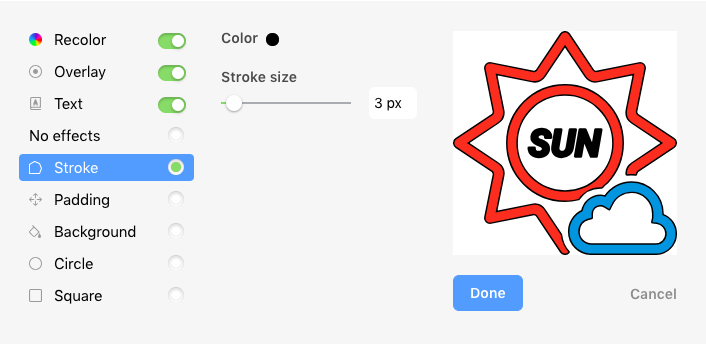 Recolor
Overlay
Text
No effects
Stroke
Padding
Background
Circle
Square
Color
Stroke size
3 px
SUN
Done
Cancel